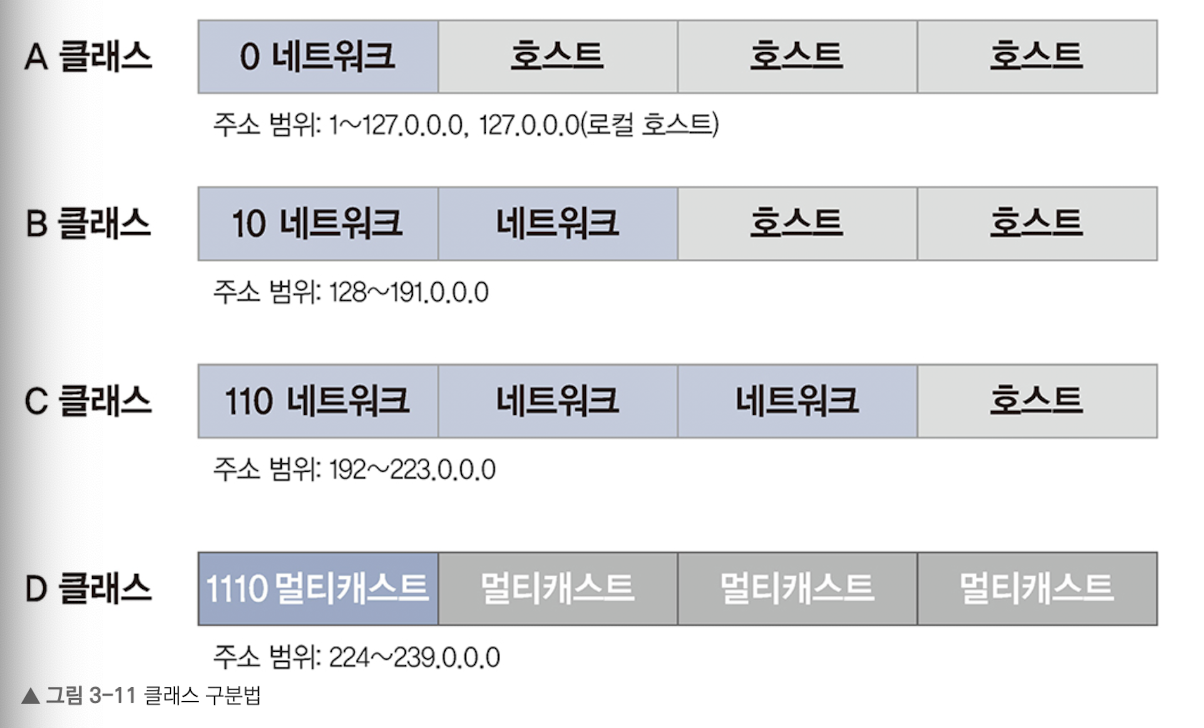 A 클래스 0 네트워크 호스트 호스트 호스트
주소 범위: 1~127.0.0.0, 127.0.0.0(로컬 호스트)
B 클래스 10 네트워크 네트워크 호스트 호스트
주소 범위: 128~191.0.0.0
C 클래스 110 네트워크 네트워크 네트워크 호스트
주소 범위: 192~223.0.0.0
D 클래스 1110 멀티캐스트 멀티캐스트 멀티캐스트 멀티캐스트
주소 범위: 224~239.0.0.0
▲ 그림 3-11 클래스 구분법